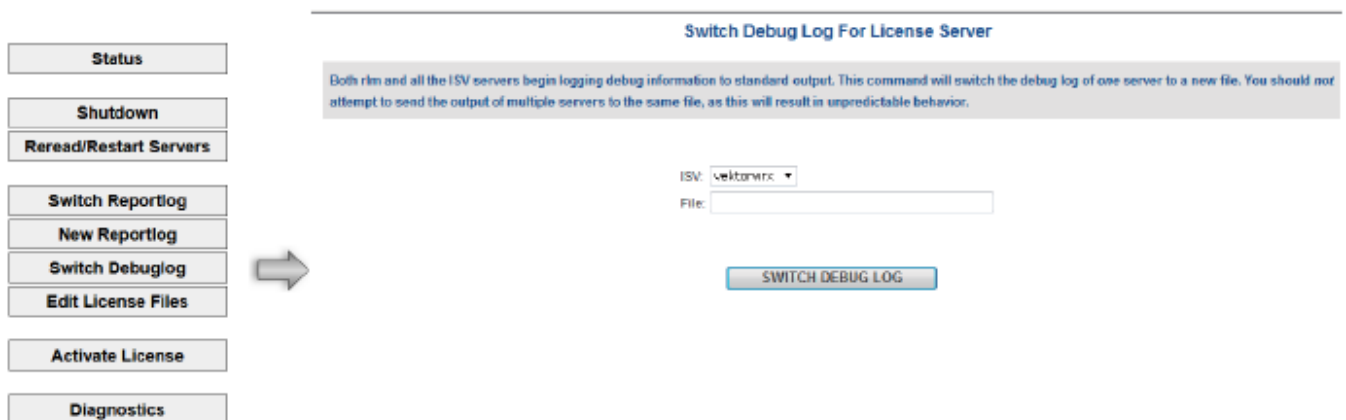 Switch Debug Log For License Server
Status
Both rlm and all the ISV servers begin logging debug information to standard output. This command will switch the debug log of one server to a new file. You should not
attempt to send the output of multiple servers to the same file, as this will result in unpredictable behavior.
Shutdown
Reread/Restart Servers
ISV: vektorwrx
File:
Switch Reportlog
New Reportlog
Switch Debuglog
SWITCH DEBUG LOG
Edit License Files
Activate License
Diagnostics